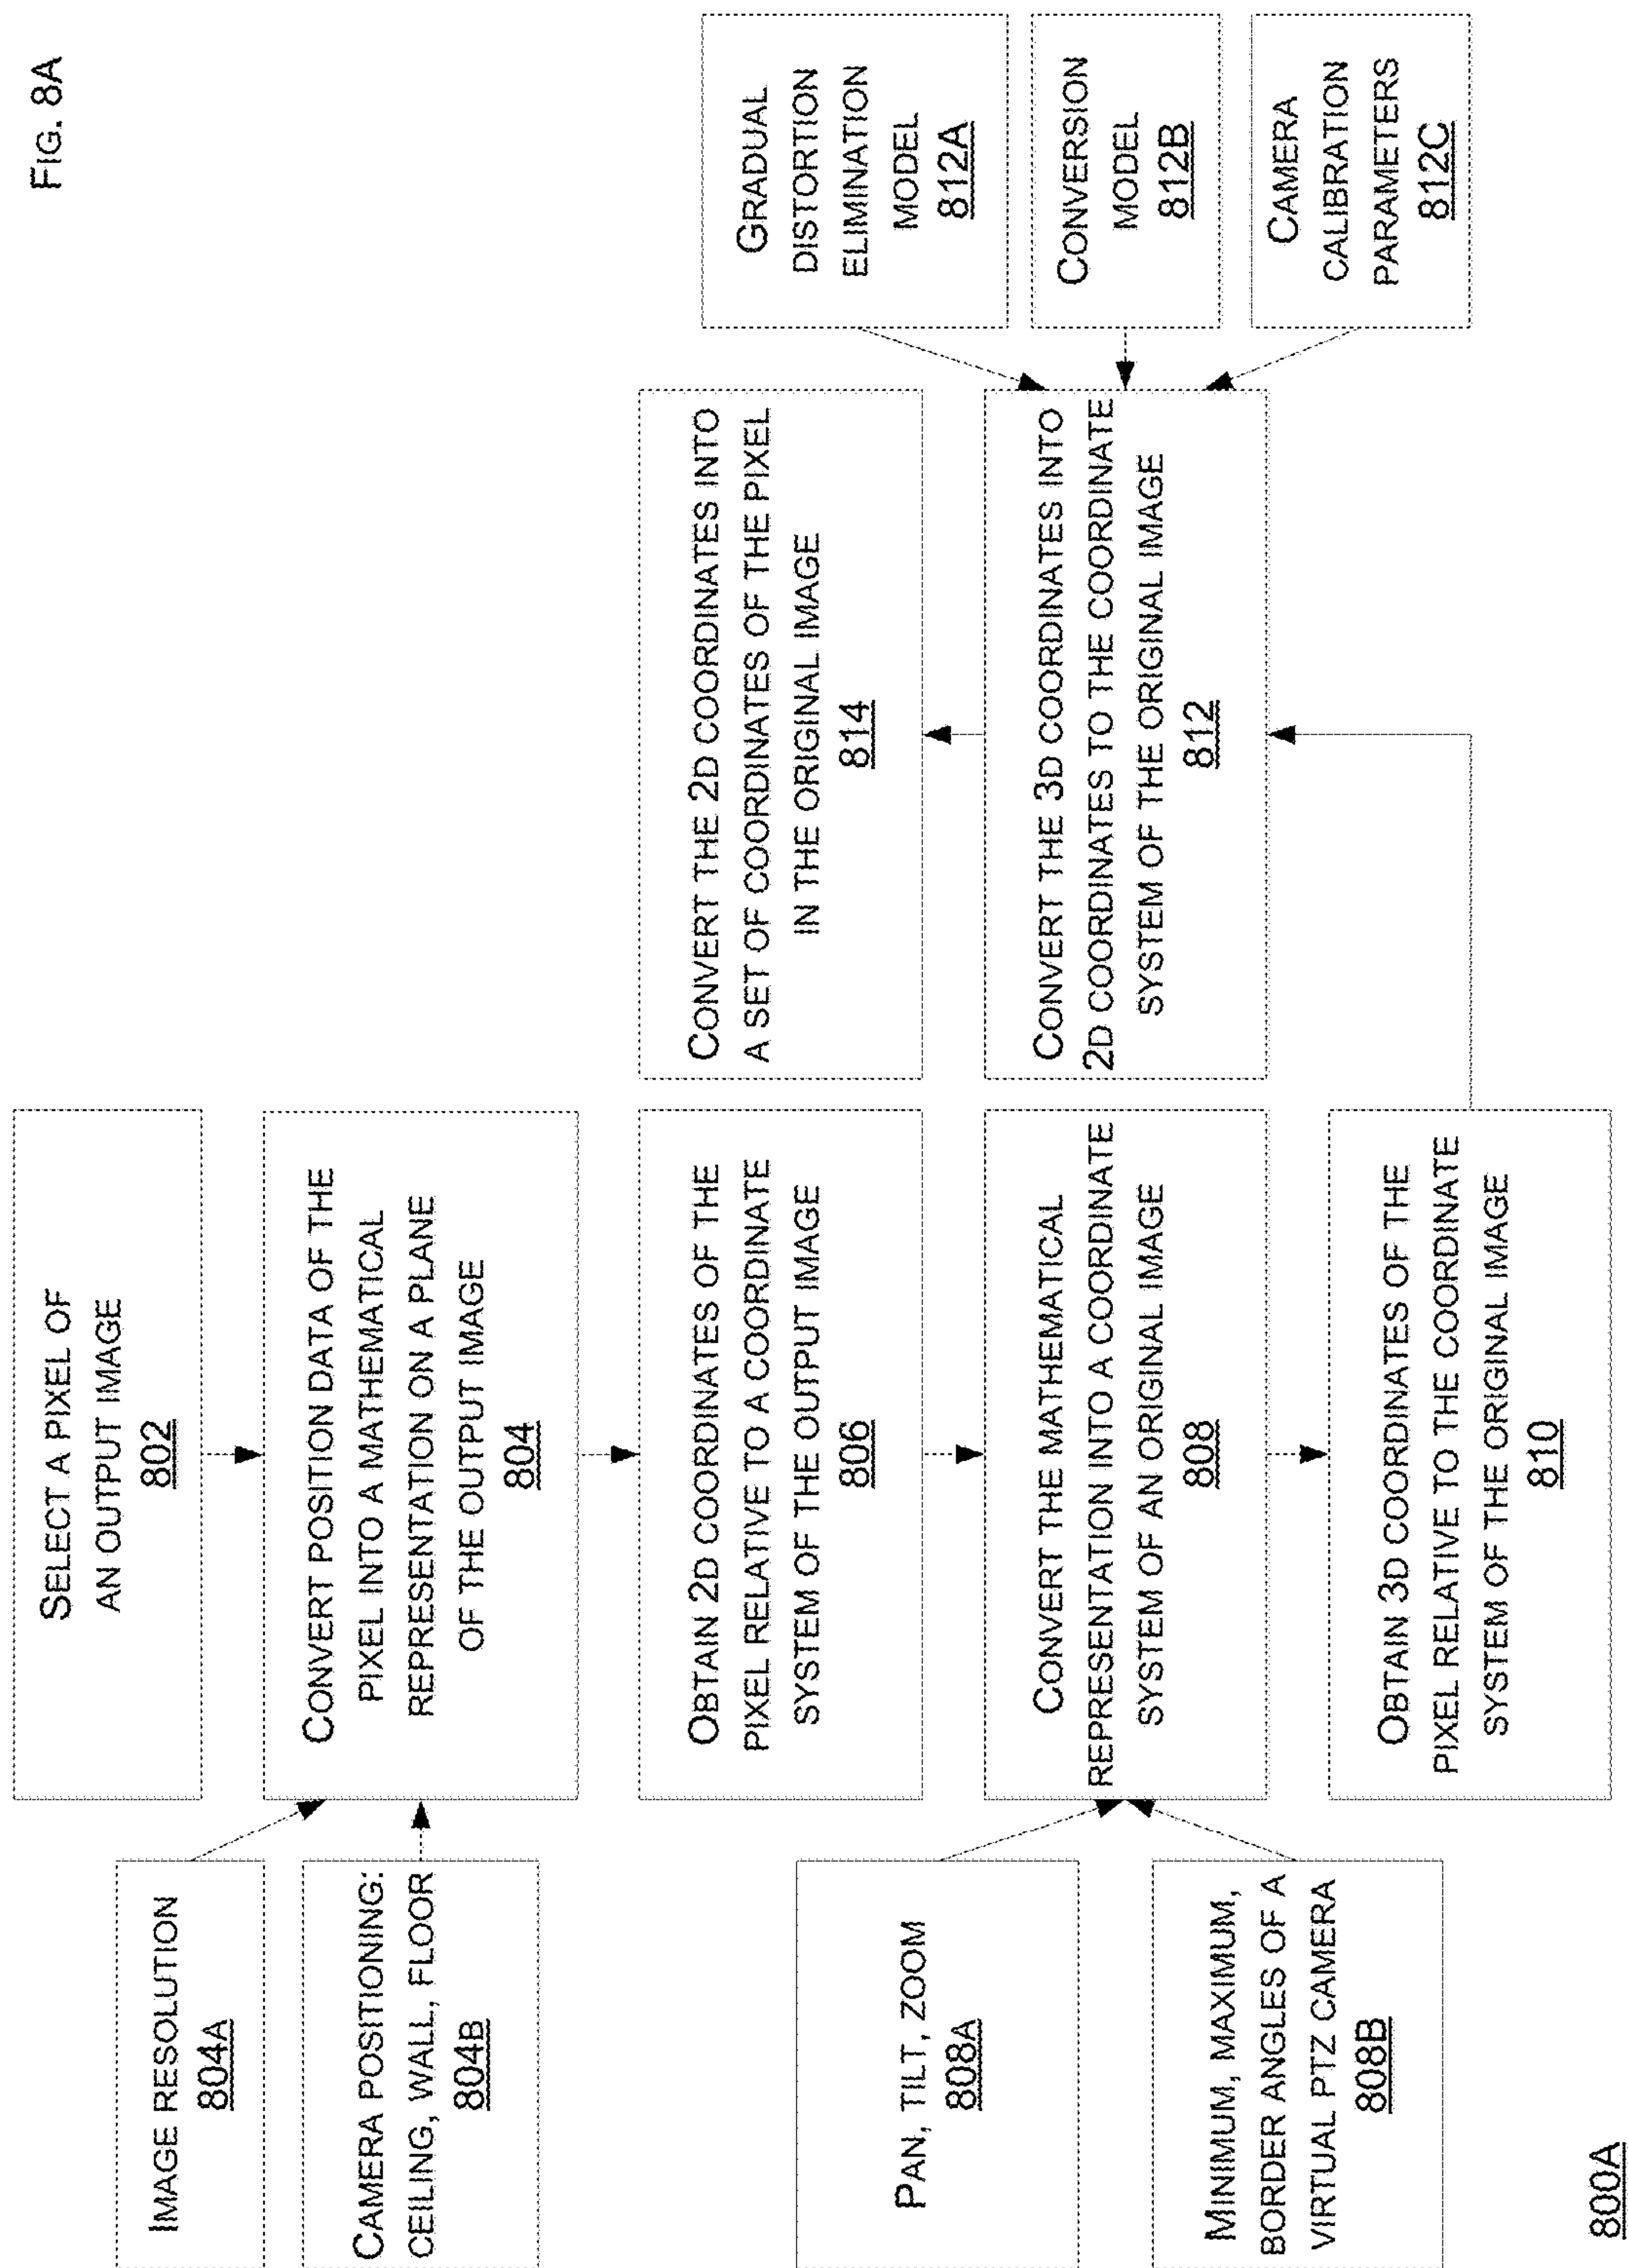 FIG. 8A
SELECT A PIXEL OF
AN OUTPUT IMAGE
802
IMAGE RESOLUTION
804A
CAMERA POSITIONING:
CEILING, WALL, FLOOR
804B
CONVERT POSITION DATA OF THE
PIXEL INTO A MATHEMATICAL
REPRESENTATION ON A PLANE
OF THE OUTPUT IMAGE
804
OBTAIN 2D COORDINATES OF THE
PIXEL RELATIVE TO A COORDINATE
SYSTEM OF THE OUTPUT IMAGE
806
PAN, TILT, ZOOM
808A
MINIMUM, MAXIMUM,
BORDER ANGLES OF A
VIRTUAL PTZ CAMERA
808B
CONVERT THE MATHEMATICAL
REPRESENTATION INTO A COORDINATE
SYSTEM OF AN ORIGINAL IMAGE
808
OBTAIN 3D COORDINATES OF THE
PIXEL RELATIVE TO THE COORDINATE
SYSTEM OF THE ORIGINAL IMAGE
810
CONVERT THE 3D COORDINATES INTO
2D COORDINATES TO THE COORDINATE
SYSTEM OF THE ORIGINAL IMAGE
812
GRADUAL
DISTORTION
ELIMINATION
MODEL
812A
CONVERSION
MODEL
812B
CAMERA
CALIBRATION
PARAMETERS
812C
CONVERT THE 2D COORDINATES INTO
A SET OF COORDINATES OF THE PIXEL
IN THE ORIGINAL IMAGE
814
800A